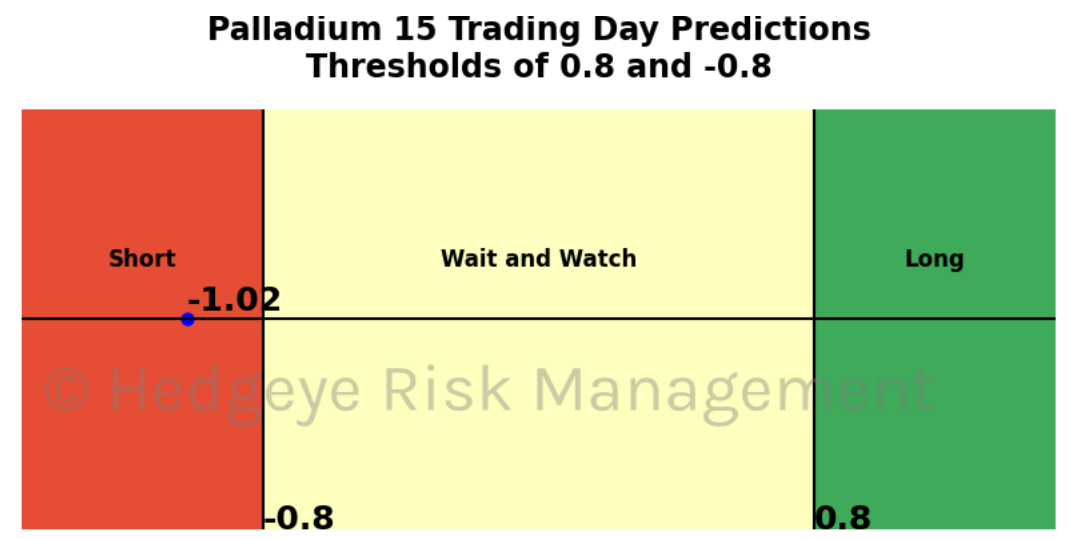 Palladium 15 Trading Day Predictions
Thresholds of 0.8 and -0.8
Short
Wait and Watch
Long
-1.02
© Hedgeye Risk Management
-0.8
0.8